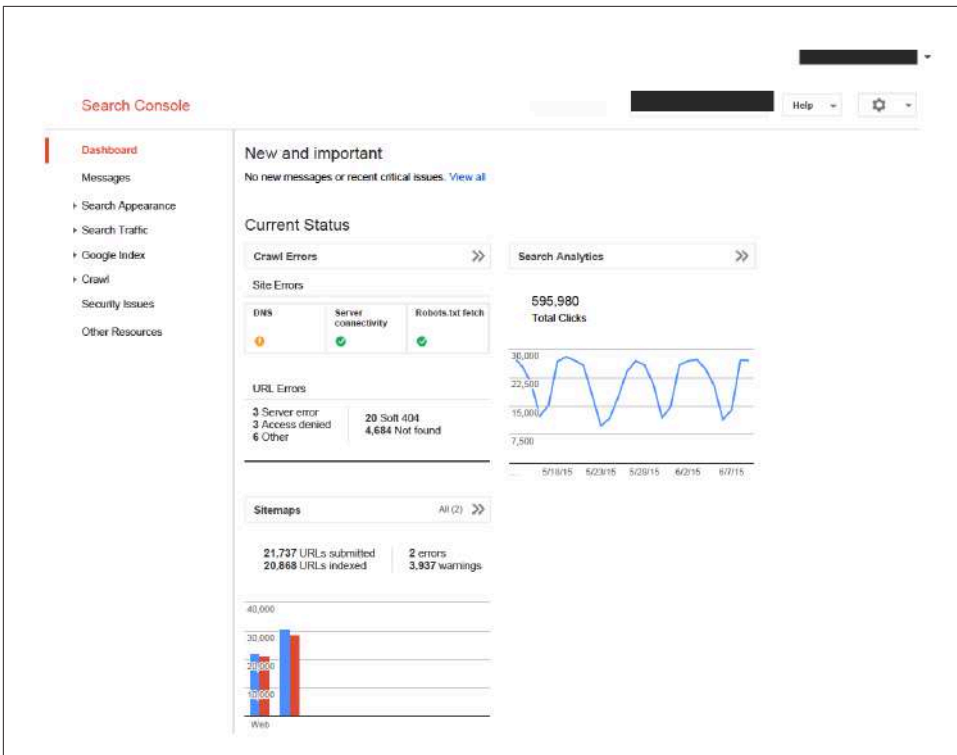 Search Console
Help
Dashboard
Messages
Search Appearance
Search Traffic
Google Index
Crawl
Security Issues
Other Resources
New and important
No new messages or recent critical issues. View all
Current Status
Crawl Errors
Site Errors
DNS
Server
connectivity
Robots.txt fetch
URL Errors
3 Server error
3 Access denied
6 Other
20 Soft 404
4,684 Not found
Search Analytics
595,980
Total Clicks
30,000
22,500
15,000
7,500
5/18/15 5/23/15 5/28/15 6/2/15 6/7/15
Sitemaps
All (2)
21,737 URLs submitted
20,868 URLs indexed
2 errors
3,937 warnings
40,000
30,000
20,000
10,000
Web